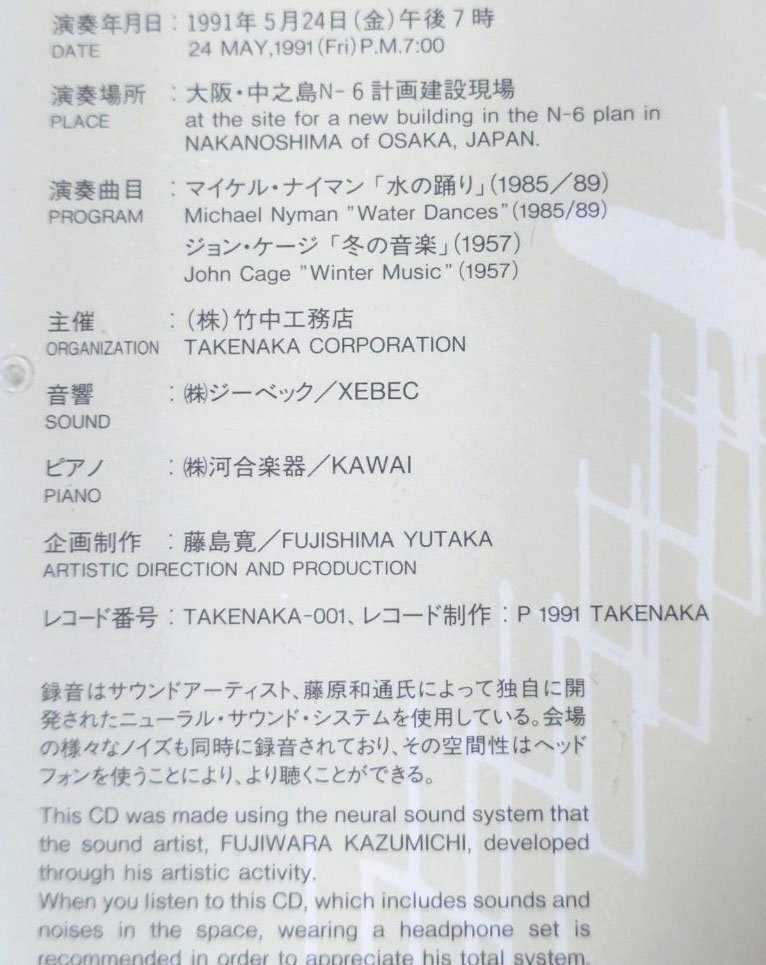 演奏年月日：1991年5月24日(金)午後7時
DATE 24 MAY,1991(Fri)P.M.7:00
演奏場所：大阪・中之島N-6計画建設現場
PLACE at the site for a new building in the N-6 plan in
NAKANOSHIMA of OSAKA, JAPAN.
演奏曲目：マイケル・ナイマン「水の踊り」(1985／89)
PROGRAM Michael Nyman "Water Dances" (1985/89)
ジョン・ケージ「冬の音楽」(1957)
John Cage "Winter Music" (1957)
主催：(株)竹中工務店
ORGANIZATION TAKENAKA CORPORATION
音響：㈱ジーベック／XEBEC
SOUND
ピアノ：㈱河合楽器／KAWAI
PIANO
企画制作：藤島寛／FUJISHIMA YUTAKA
ARTISTIC DIRECTION AND PRODUCTION
レコード番号：TAKENAKA-001、レコード制作：P 1991 TAKENAKA
録音はサウンドアーティスト、藤原和通氏によって独自に開
発されたニューラル・サウンド・システムを使用している。会場
の様々なノイズも同時に録音されており、その空間性はヘッド
フォンを使うことにより、より聴くことができる。
This CD was made using the neural sound system that
the sound artist, FUJIWARA KAZUMICHI, developed
through his artistic activity.
When you listen to this CD, which includes sounds and
noises in the space, wearing a headphone set is
recommended in order to appreciate his total system.